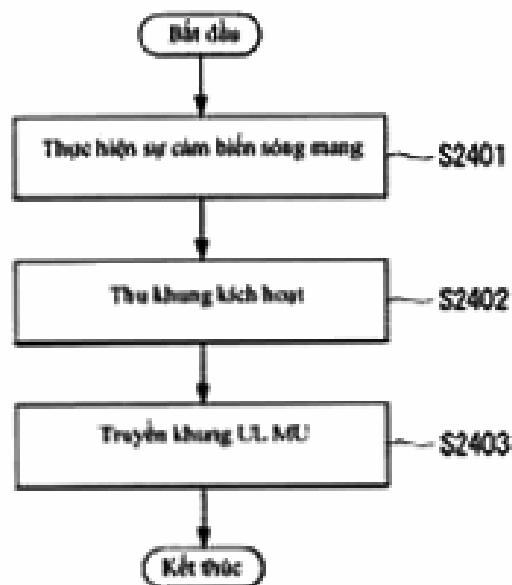 Bắt đầu
Thực hiện sự cảm biến sóng mang
S2401
Thu khung kích hoạt
S2402
Truyền khung UL MU
S2403
Kết thúc